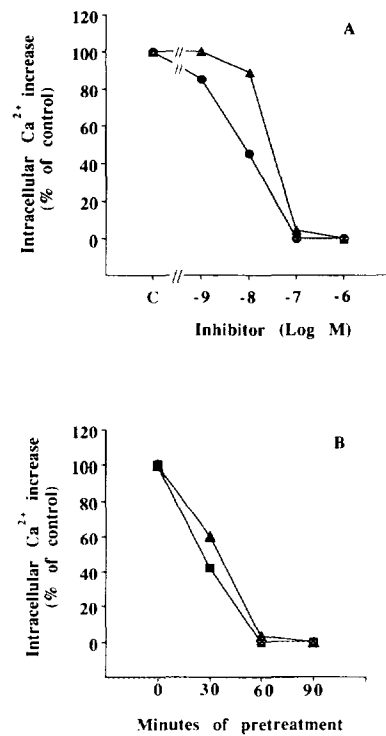 A
Intracellular Ca2+ increase
(% of control)
120
100
80
60
40
20
0
C
-9
-8
-7
-6
Inhibitor (Log M)
B
Intracellular Ca2+ increase
(% of control)
120
100
80
60
40
20
0
0
30
60
90
Minutes of pretreatment